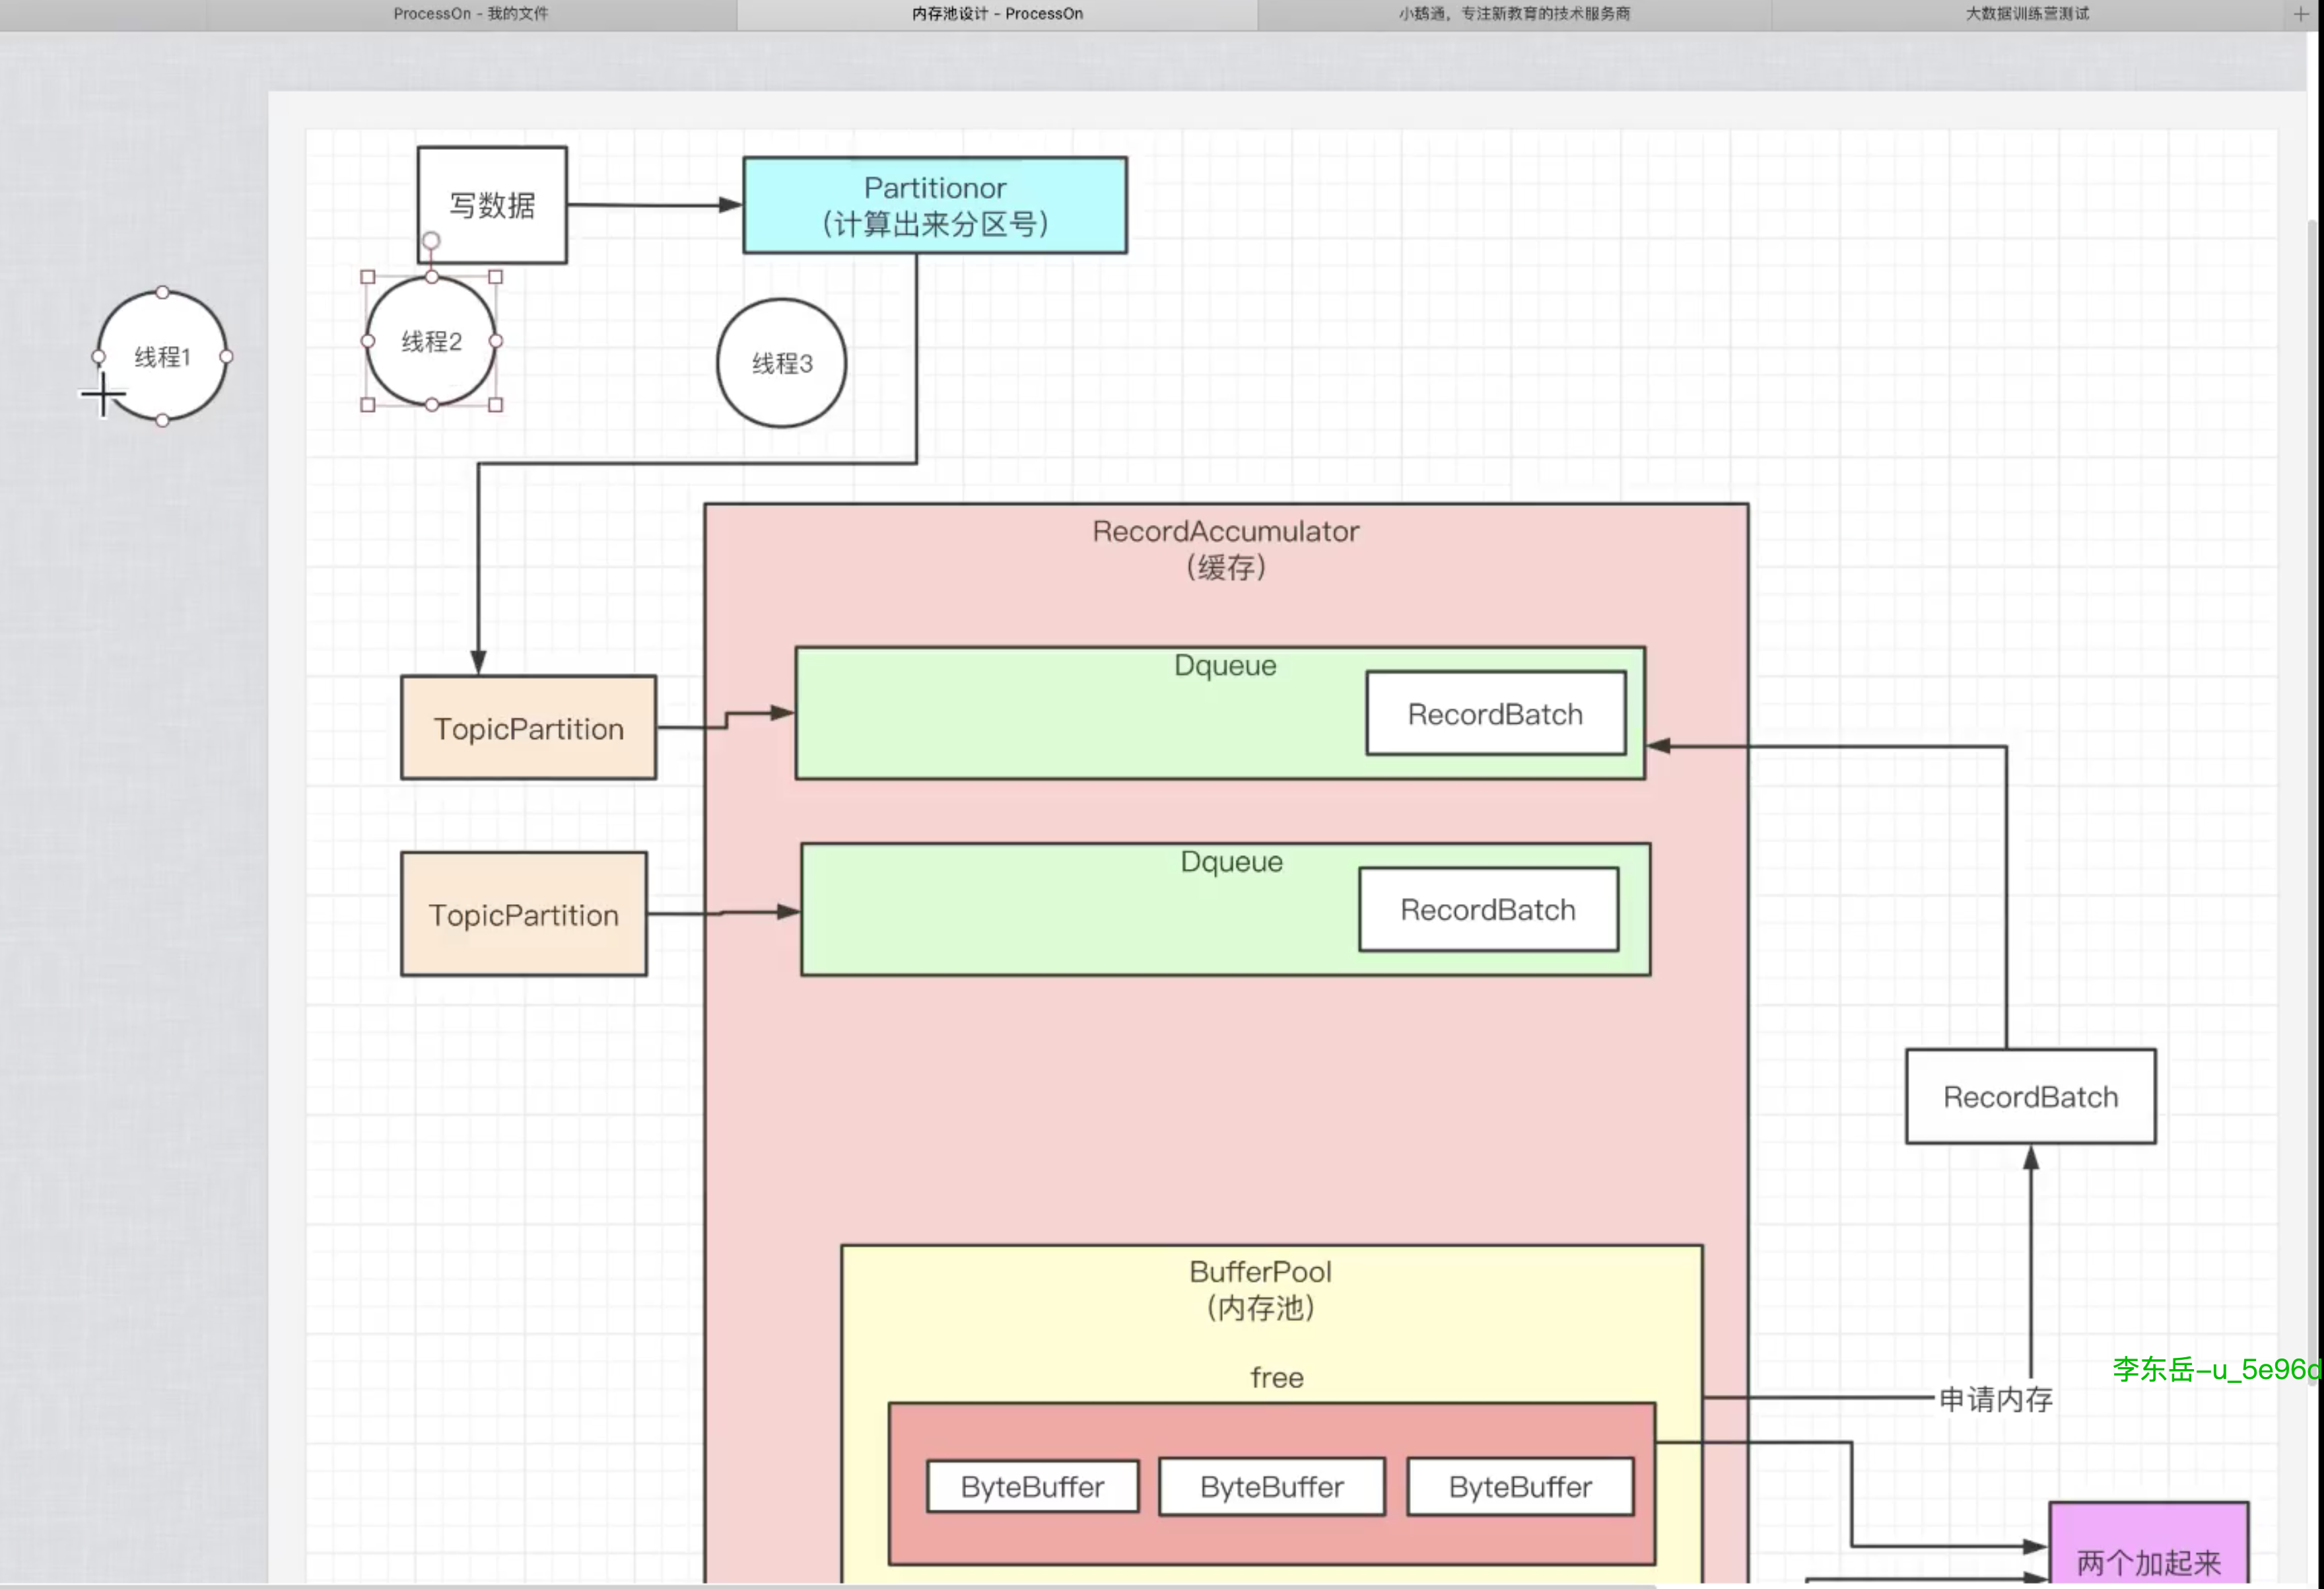 ProcessOn - 我的文件
内存池设计 - ProcessOn
小鹅通，专注新教育的技术服务商
大数据训练营测试
写数据
Partitionor
（计算出来分区号）
线程1
线程2
线程3
RecordAccumulator
（缓存）
Dqueue
RecordBatch
TopicPartition
Dqueue
RecordBatch
TopicPartition
RecordBatch
BufferPool
（内存池）
free
申请内存
李东岳-u_5e96d
ByteBuffer
ByteBuffer
ByteBuffer
两个加起来